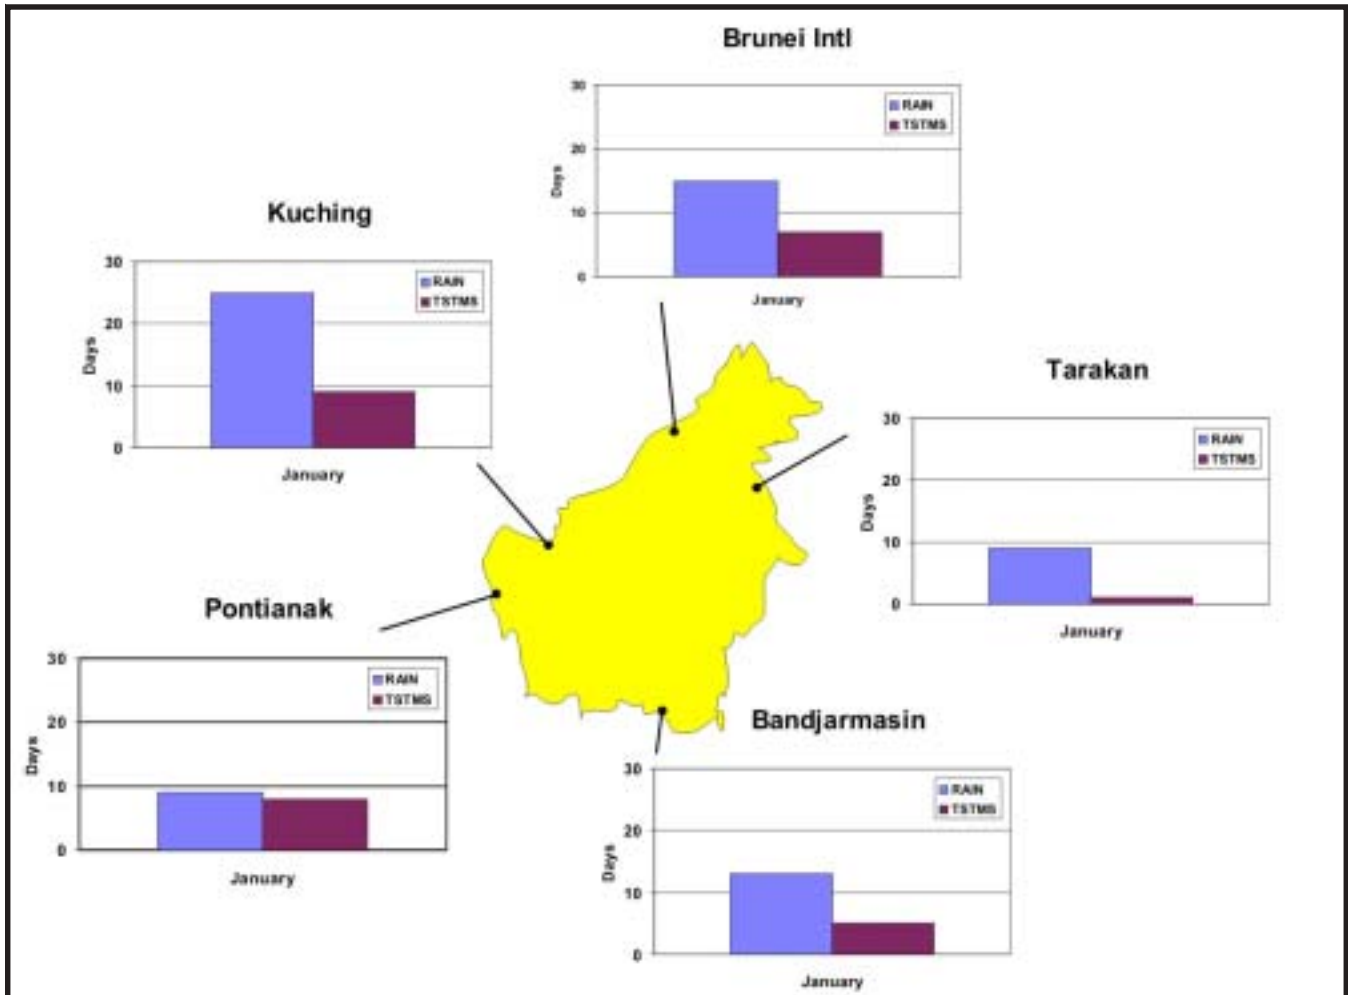 Brunei Intl
30
20
10
0
Days
RAIN
TSTMS
January
Kuching
30
20
10
0
Days
RAIN
TSTMS
January
Tarakan
30
20
10
0
Days
RAIN
TSTMS
January
Pontianak
30
20
10
0
Days
RAIN
TSTMS
January
Bandjarmasin
30
20
10
0
Days
RAIN
TSTMS
January